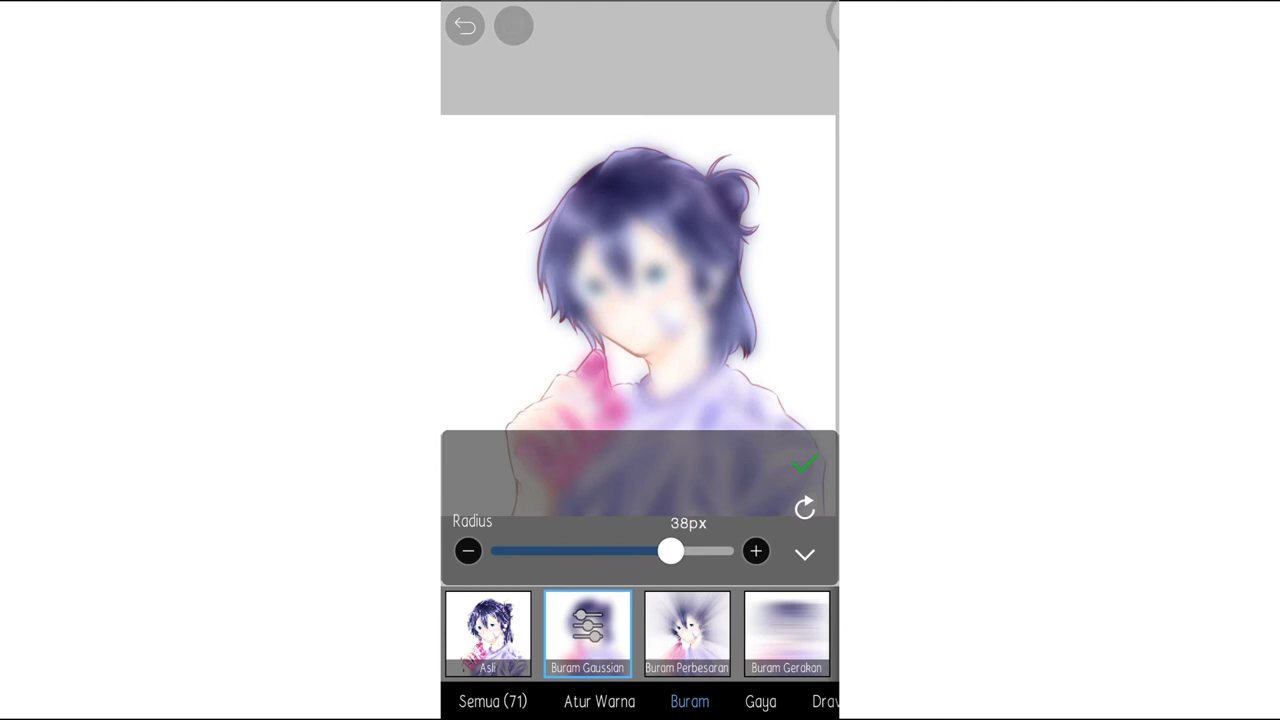 Radius
38px
Asli
Buram Gaussian
Buram Perbesaran
Buram Gerakan
Semua (71)
Atur Warna
Buram
Gaya